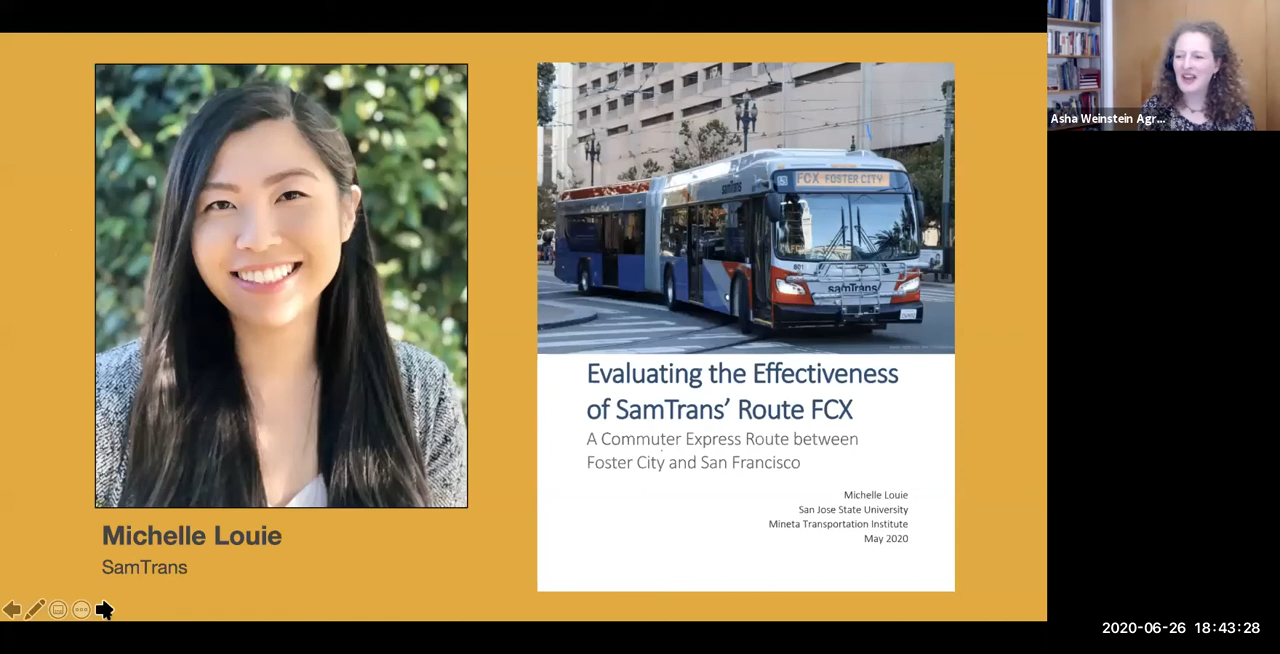 Asha Weinstein Agr...
FCX FOSTER CITY
samTrans
801
samTrans
Evaluating the Effectiveness
of SamTrans’ Route FCX
A Commuter Express Route between
Foster City and San Francisco
Michelle Louie
San Jose State University
Mineta Transportation Institute
May 2020
Michelle Louie
SamTrans
2020-06-26 18:43:28